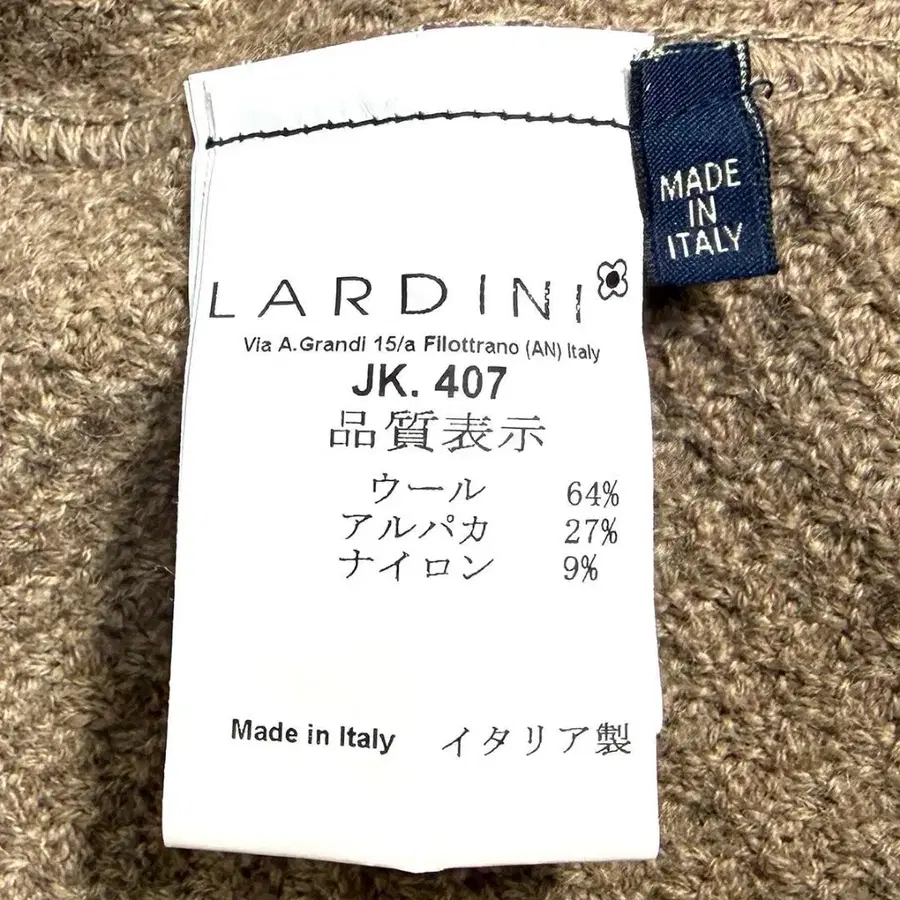 MADE
IN
ITALY
LARDINI
Via A.Grandi 15/a Filottrano (AN) Italy
JK. 407
品質表示
ウール 64%
アルパカ 27%
ナイロン 9%
Made in Italy イタリア製